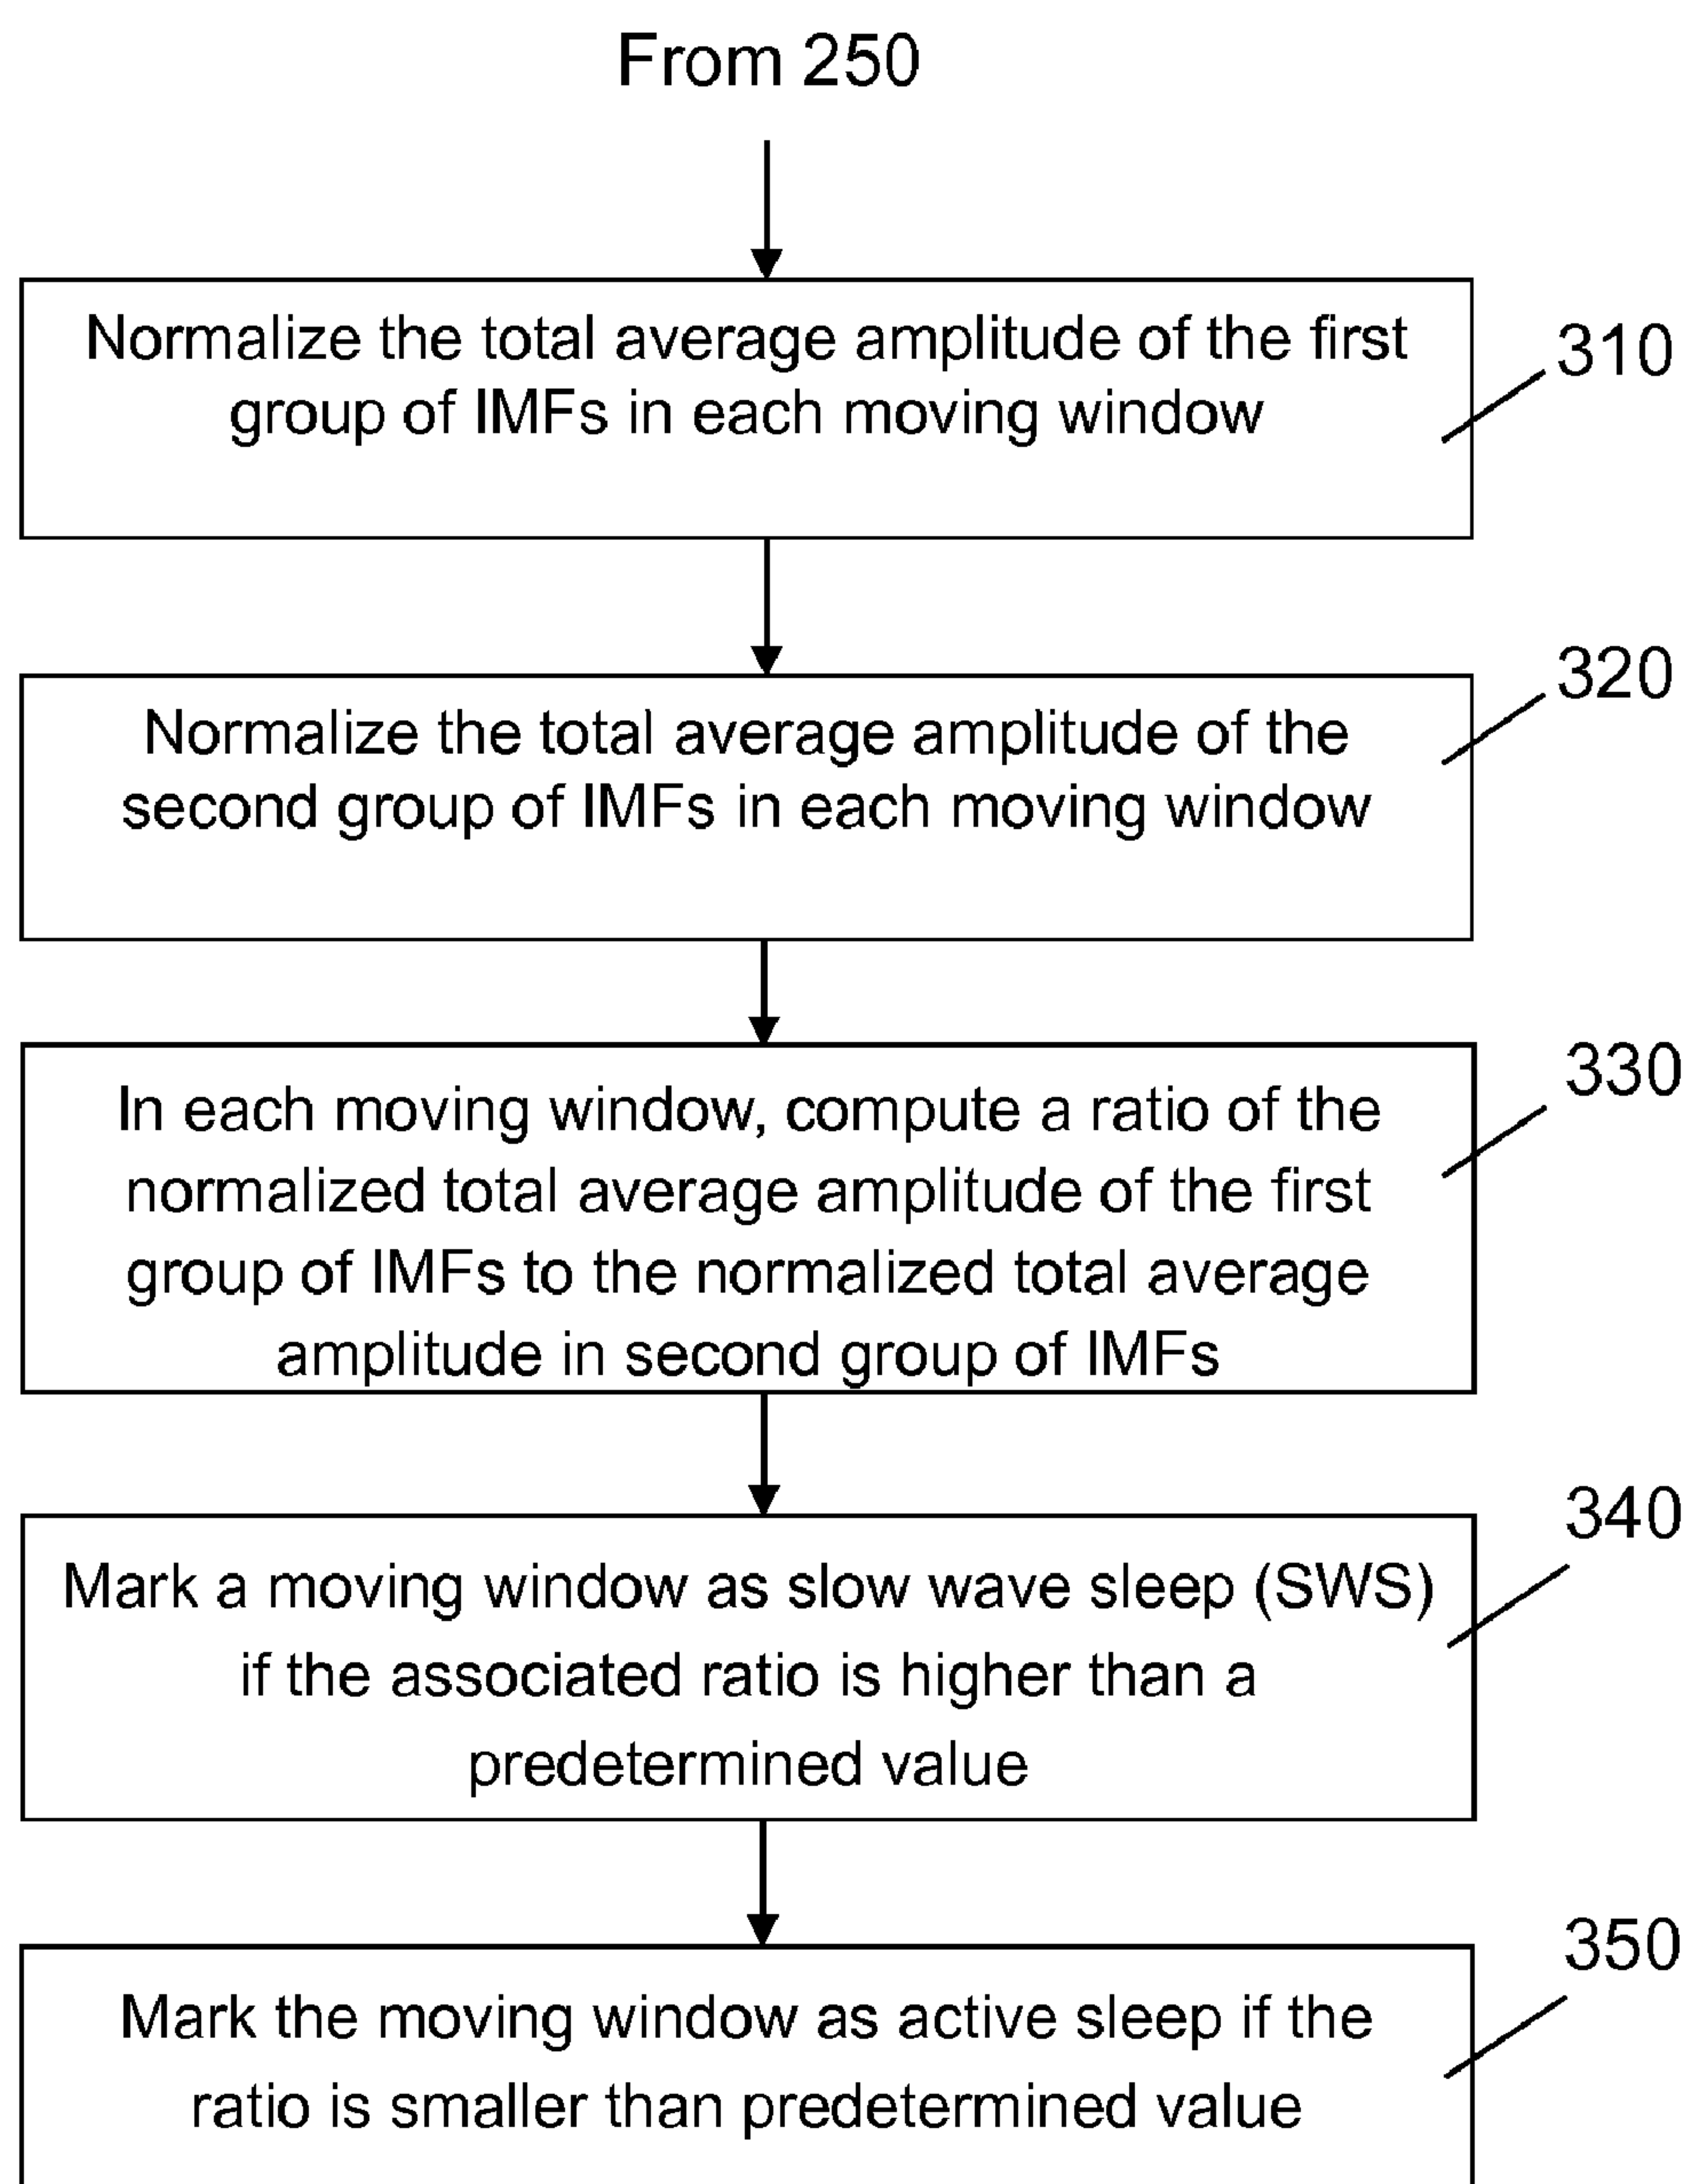 From 250
Normalize the total average amplitude of the first
group of IMFs in each moving window
310
Normalize the total average amplitude of the
second group of IMFs in each moving window
320
In each moving window, compute a ratio of the
normalized total average amplitude of the first
group of IMFs to the normalized total average
amplitude in second group of IMFs
330
Mark a moving window as slow wave sleep (SWS)
if the associated ratio is higher than a
predetermined value
340
Mark the moving window as active sleep if the
ratio is smaller than predetermined value
350